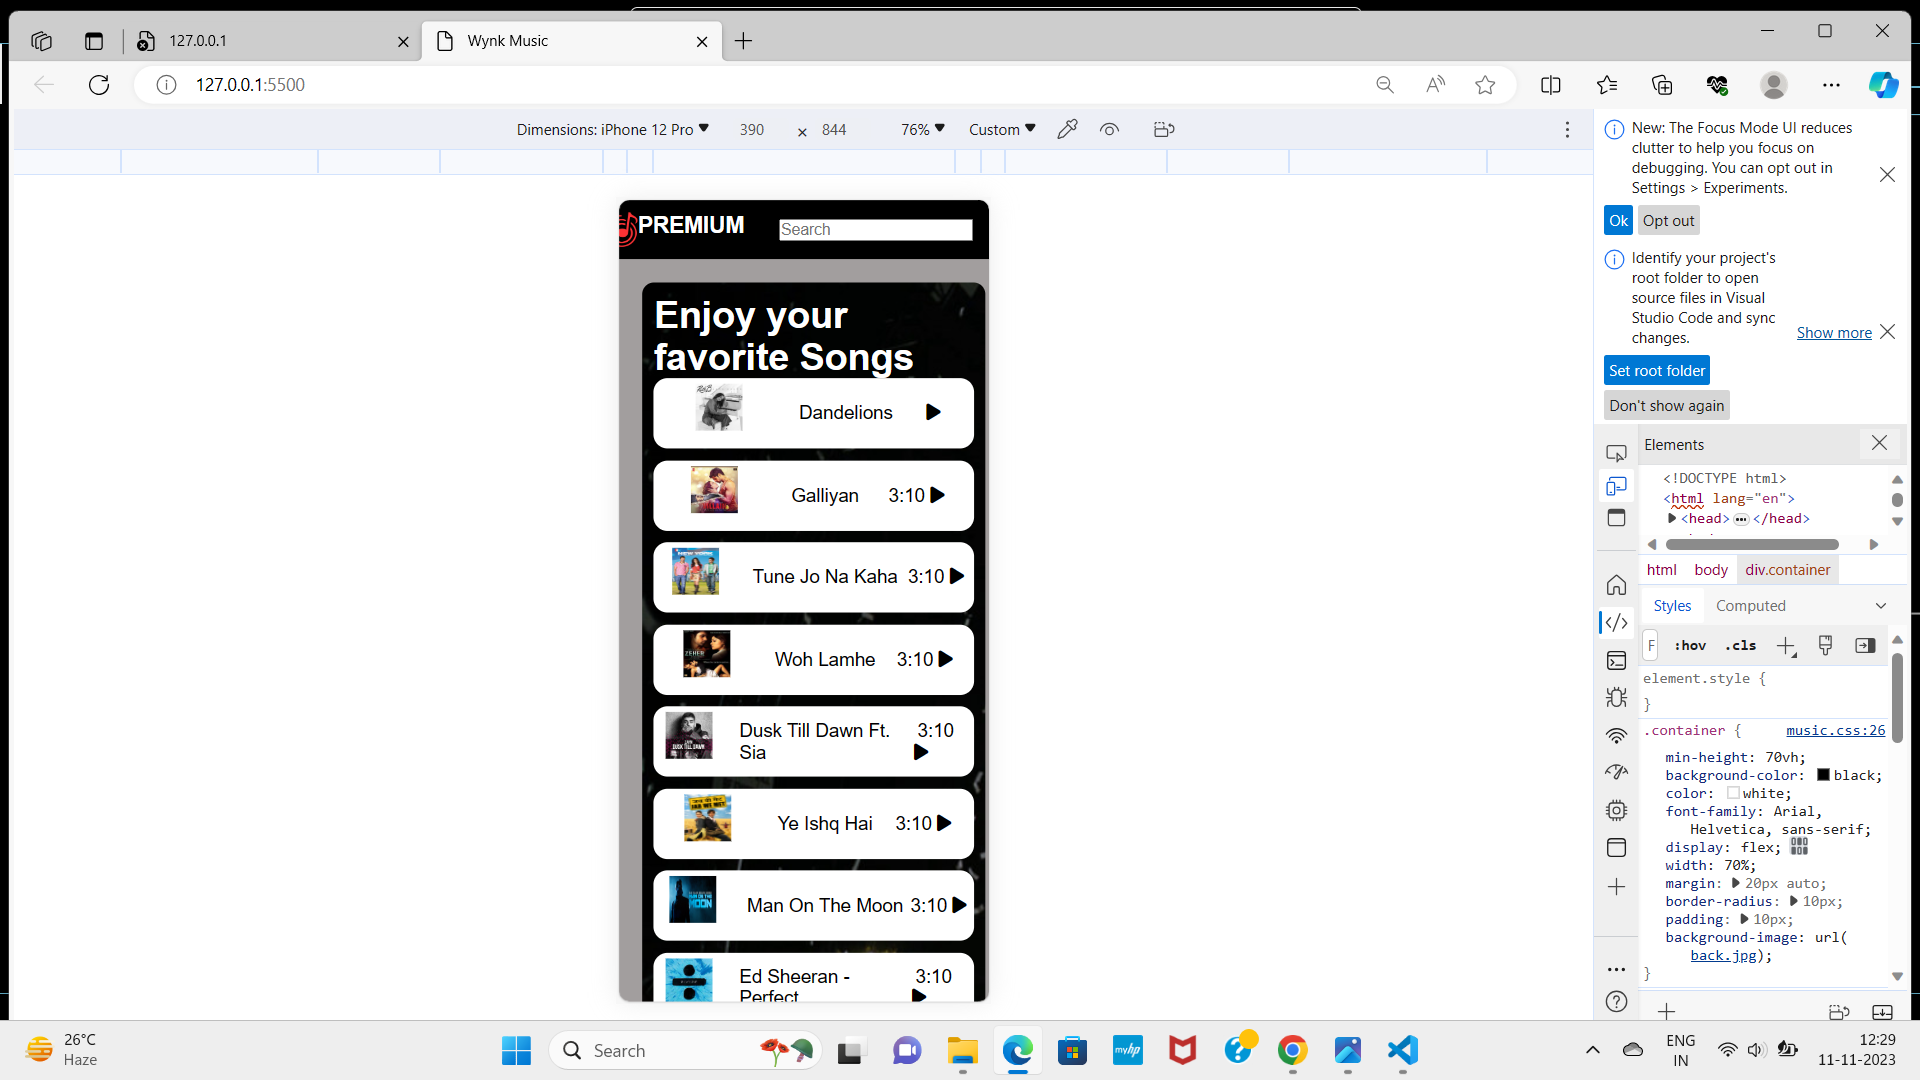 127.0.0.1
Wynk Music
127.0.0.1:5500
Dimensions: iPhone 12 Pro
390 × 844
76%
Custom
New: The Focus Mode UI reduces
clutter to help you focus on
debugging. You can opt out in
Settings > Experiments.
Ok
Opt out
Identify your project's
root folder to open
source files in Visual
Studio Code and sync
changes.
Show more
Set root folder
Don't show again
PREMIUM
Search
Enjoy your
favorite Songs
Dandelions
Galliyan 3:10
Tune Jo Na Kaha 3:10
Woh Lamhe 3:10
ZEHER
Dusk Till Dawn Ft. 3:10
Sia
DUSK TILL DAWN
Ye Ishq Hai 3:10
Man On The Moon 3:10
MOON
Ed Sheeran - 3:10
Perfect
Elements
<!DOCTYPE html>
<html lang="en">
<head> ••• </head>
html body div.container
Styles Computed
F :hov .cls
element.style {
}
.container { music.css:26
min-height: 70vh;
background-color: black;
color: white;
font-family: Arial,
Helvetica, sans-serif;
display: flex;
width: 70%;
margin: 20px auto;
border-radius: 10px;
padding: 10px;
background-image: url(
back.jpg);
}
26°C
Haze
Search
myhp
ENG
IN
12:29
11-11-2023